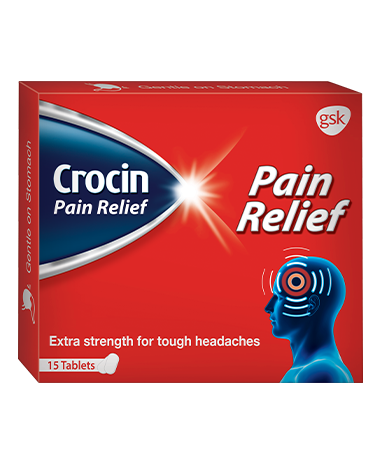 Gentle on Stomach
Gentle on Stomach
gsk
Crocin
Pain Relief
Pain
Relief
Extra strength for tough headaches
15 Tablets